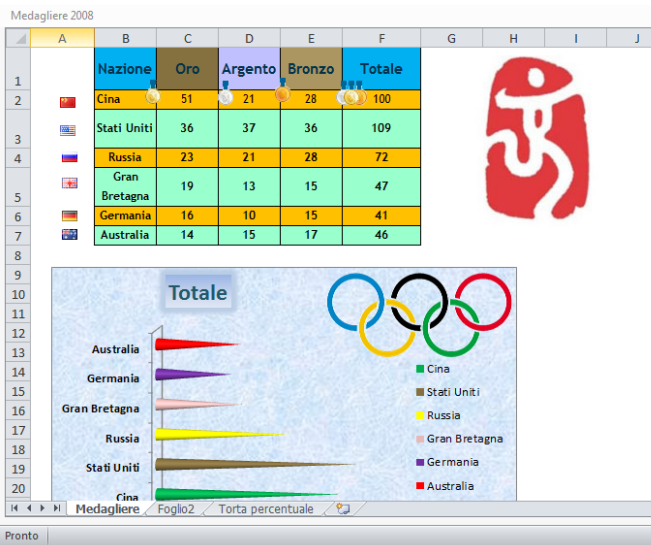 Medagliere 2008
A B C D E F G H I J
1 Nazione Oro Argento Bronzo Totale
2 Cina 51 21 28 100
3 Stati Uniti 36 37 36 109
4 Russia 23 21 28 72
5 Gran Bretagna 19 13 15 47
6 Germania 16 10 15 41
7 Australia 14 15 17 46
8
9
10
11
12
13
14
15
16
17
18
19
20
Totale
Australia
Germania
Gran Bretagna
Russia
Stati Uniti
Cina
Cina
Stati Uniti
Russia
Gran Bretagna
Germania
Australia
Medagliere Foglio2 Torta percentuale
Pronto